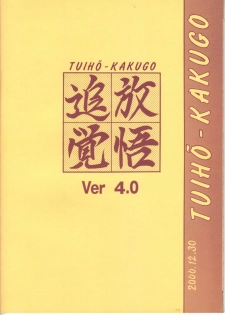 TUIHŌ-KAKUGO
追放
覚悟
Ver 4.0
TUIHŌ-KAKUGO
2000.12.30